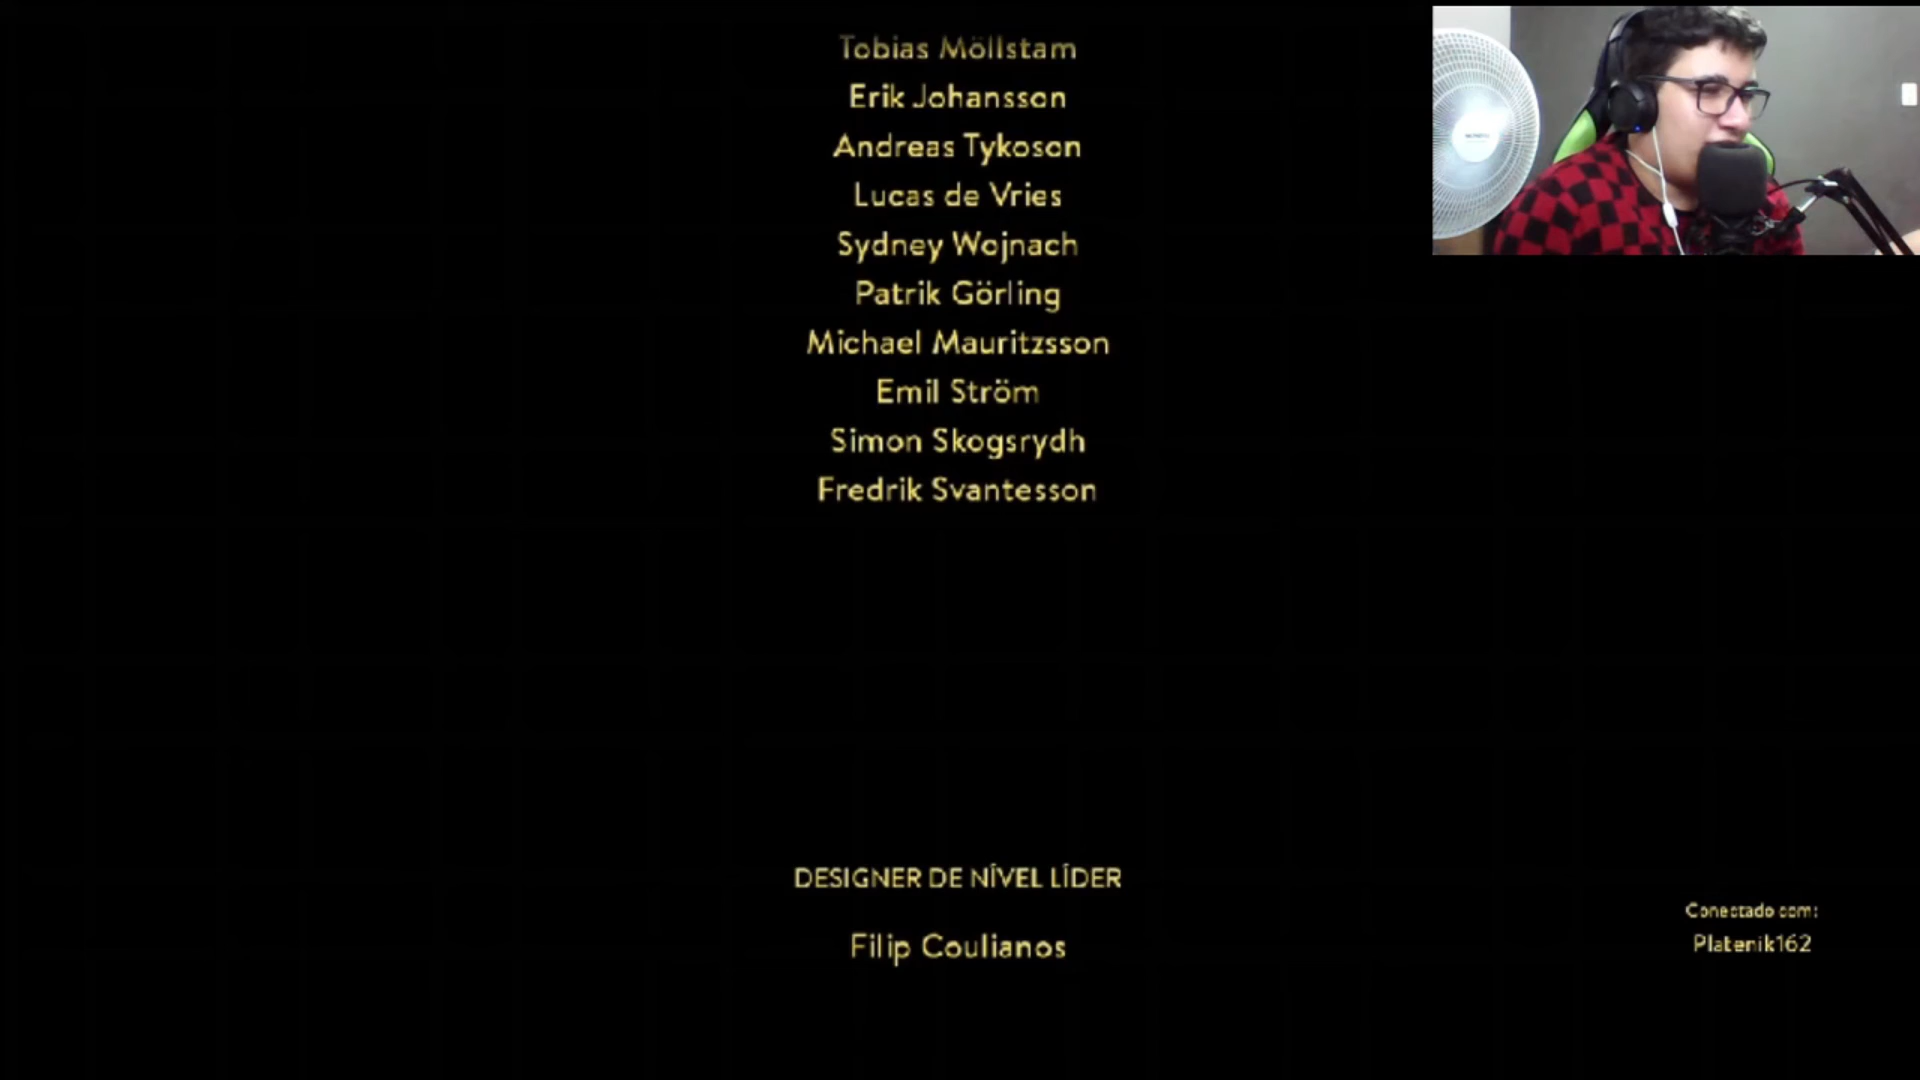 Tobias Möllstam
Erik Johansson
Andreas Tykoson
Lucas de Vries
Sydney Wojnach
Patrik Görling
Michael Mauritzsson
Emil Ström
Simon Skogsrydh
Fredrik Svantesson
DESIGNER DE NÍVEL LÍDER
Filip Coulianos
Conectado com:
Platenik162